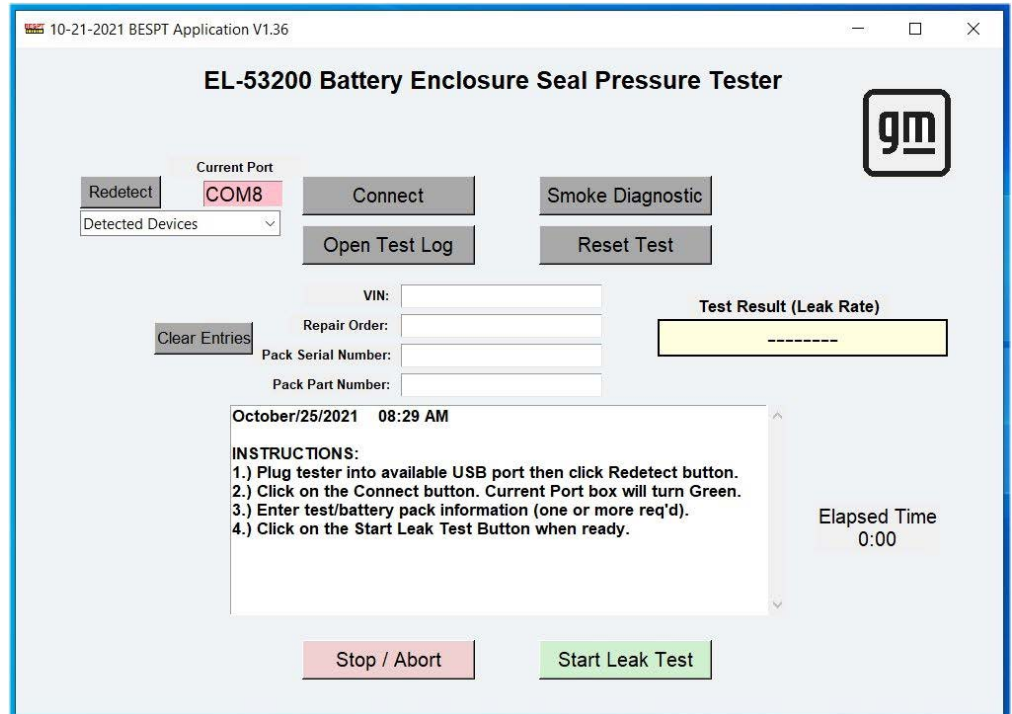 10-21-2021 BESPT Application V1.36
EL-53200 Battery Enclosure Seal Pressure Tester
gm
Current Port
Redetect
COM8
Connect
Smoke Diagnostic
Detected Devices
Open Test Log
Reset Test
VIN:
Test Result (Leak Rate)
Repair Order:
Clear Entries
--------
Pack Serial Number:
Pack Part Number:
October/25/2021 08:29 AM
INSTRUCTIONS:
1.) Plug tester into available USB port then click Redetect button.
2.) Click on the Connect button. Current Port box will turn Green.
3.) Enter test/battery pack information (one or more req'd).
4.) Click on the Start Leak Test Button when ready.
Elapsed Time
0:00
Stop / Abort
Start Leak Test